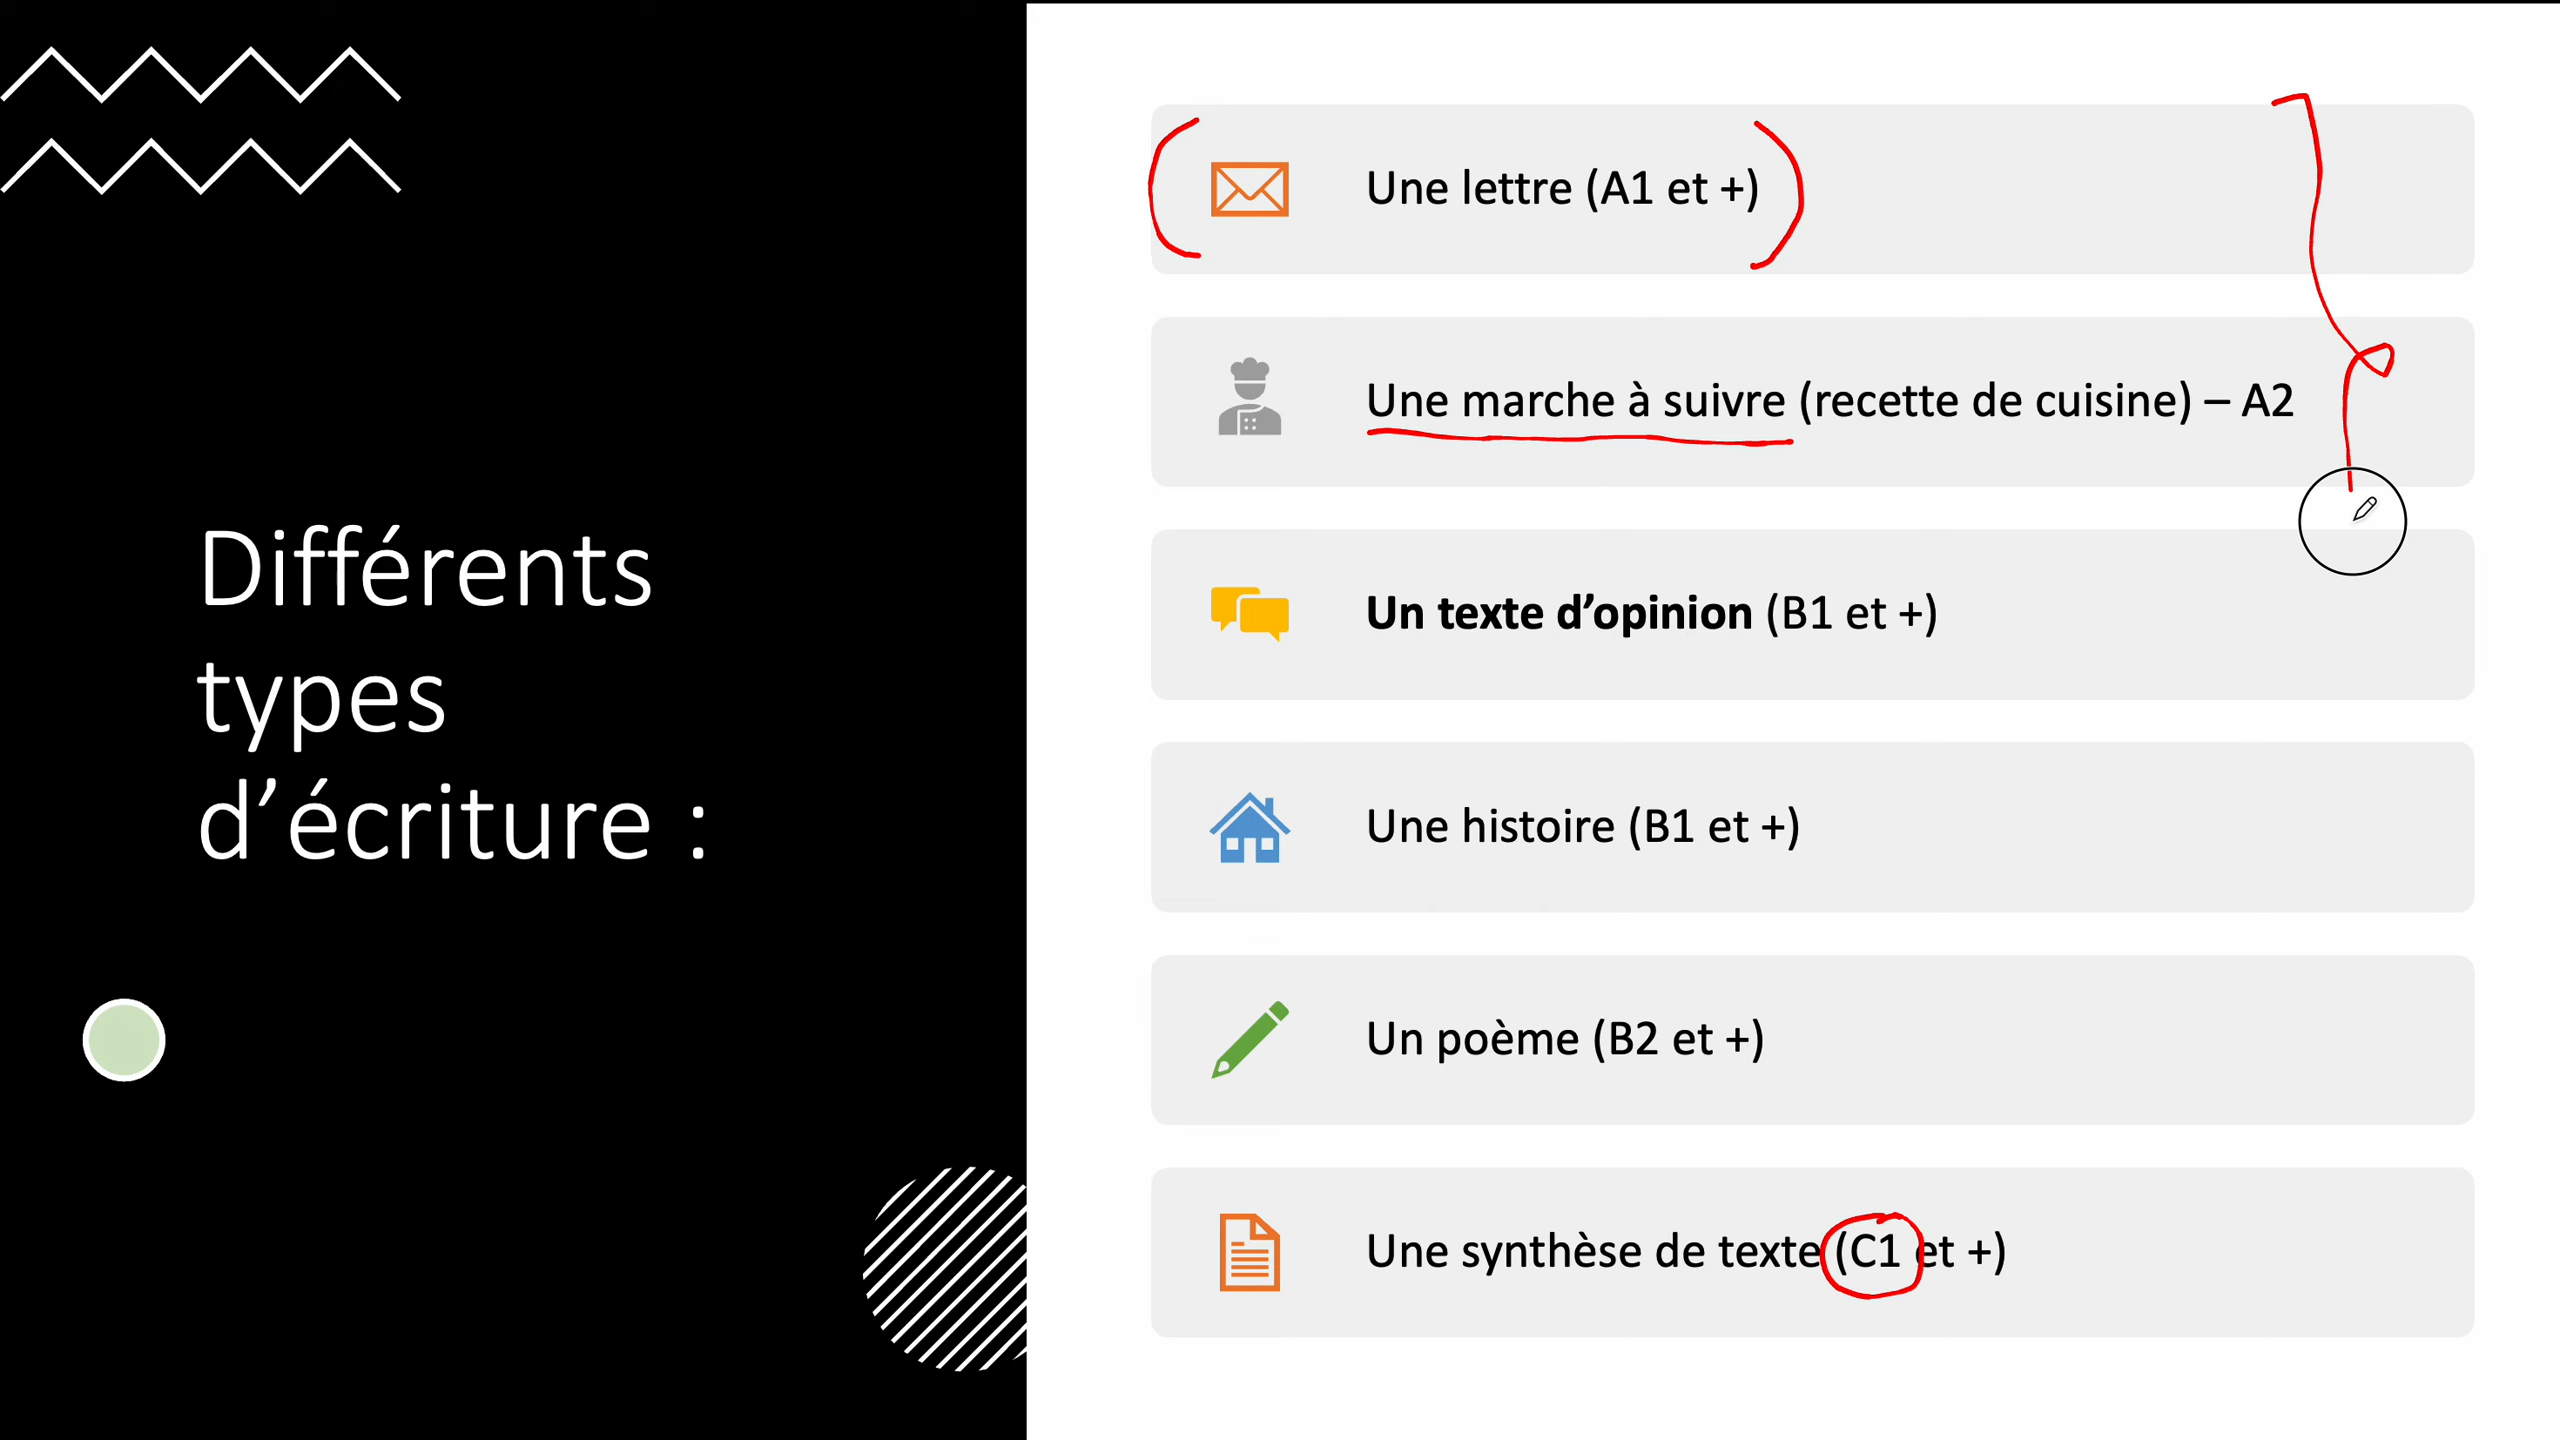 Différents
types
d’écriture :
Une lettre (A1 et +)
Une marche à suivre (recette de cuisine) – A2
Un texte d’opinion (B1 et +)
Une histoire (B1 et +)
Un poème (B2 et +)
Une synthèse de texte (C1 et +)